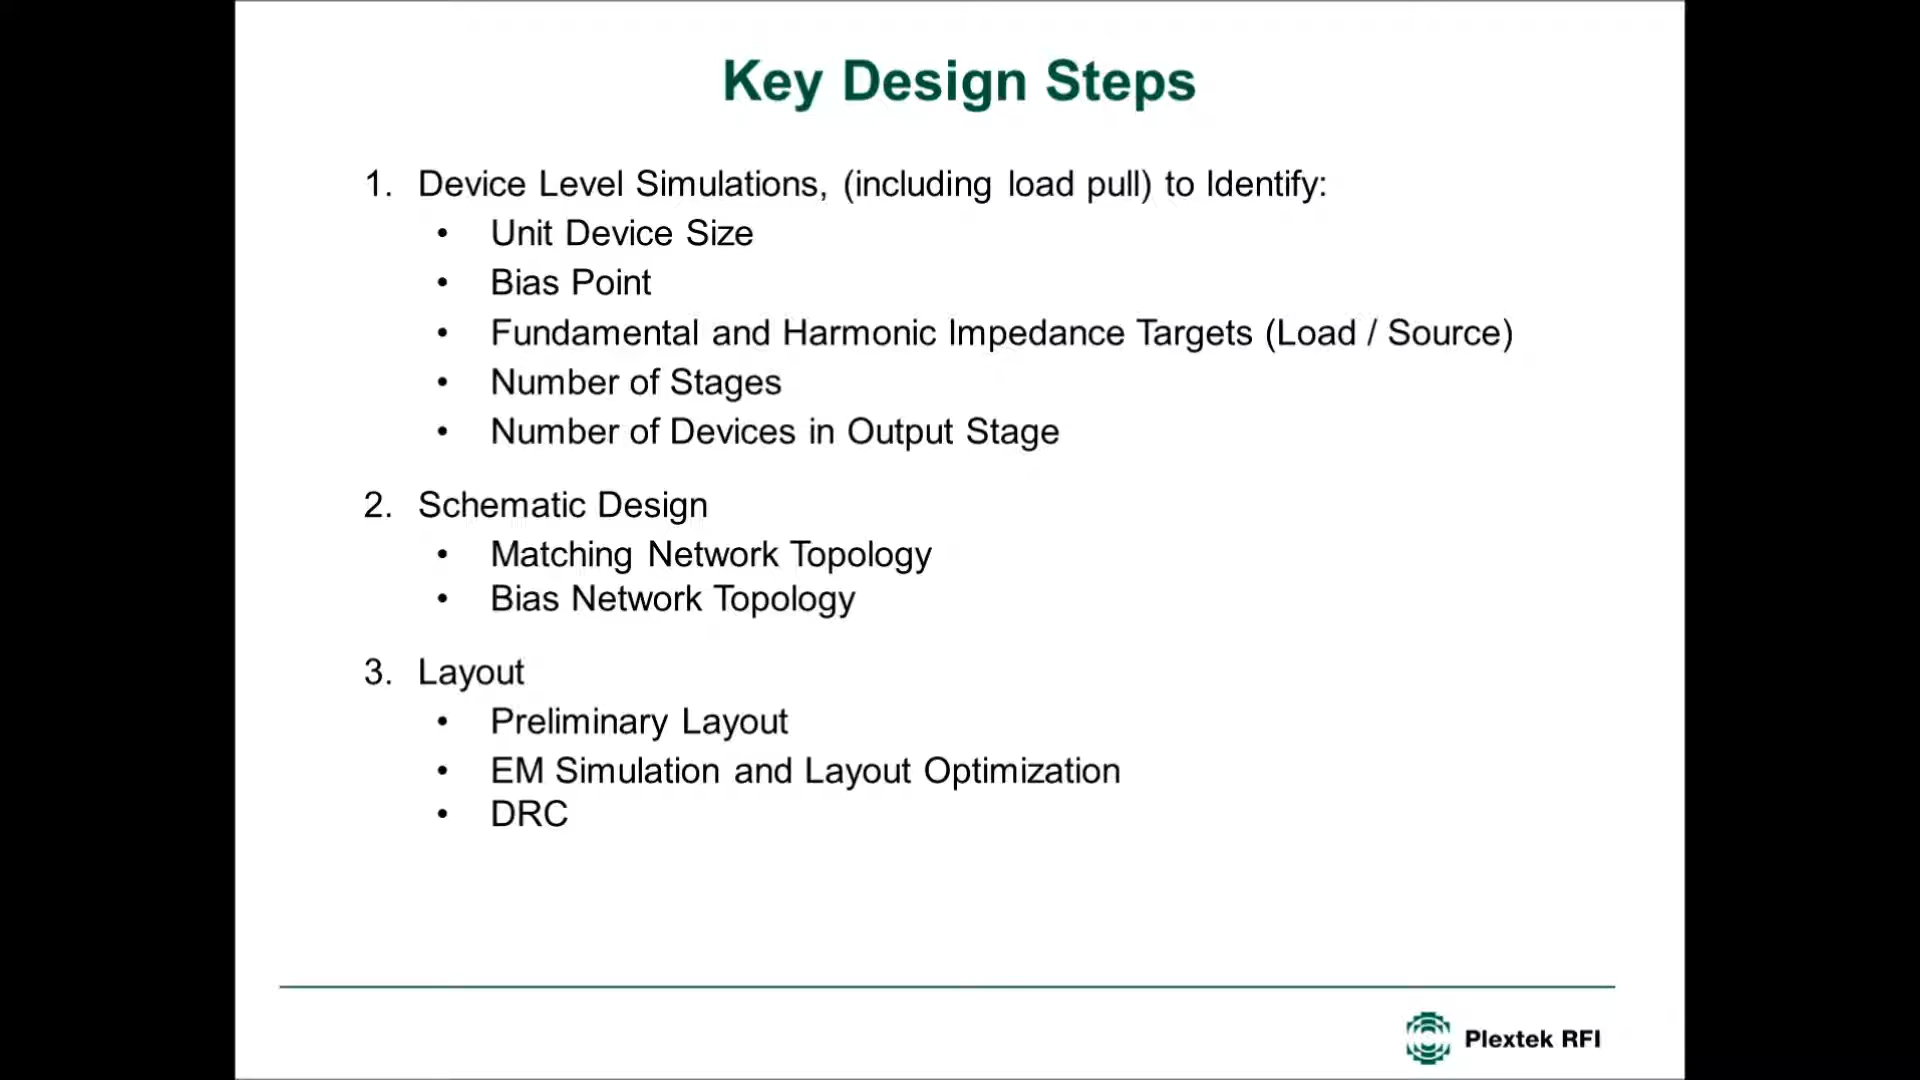 Key Design Steps
1. Device Level Simulations, (including load pull) to Identify:
• Unit Device Size
• Bias Point
• Fundamental and Harmonic Impedance Targets (Load / Source)
• Number of Stages
• Number of Devices in Output Stage
2. Schematic Design
• Matching Network Topology
• Bias Network Topology
3. Layout
• Preliminary Layout
• EM Simulation and Layout Optimization
• DRC
Plextek RFI